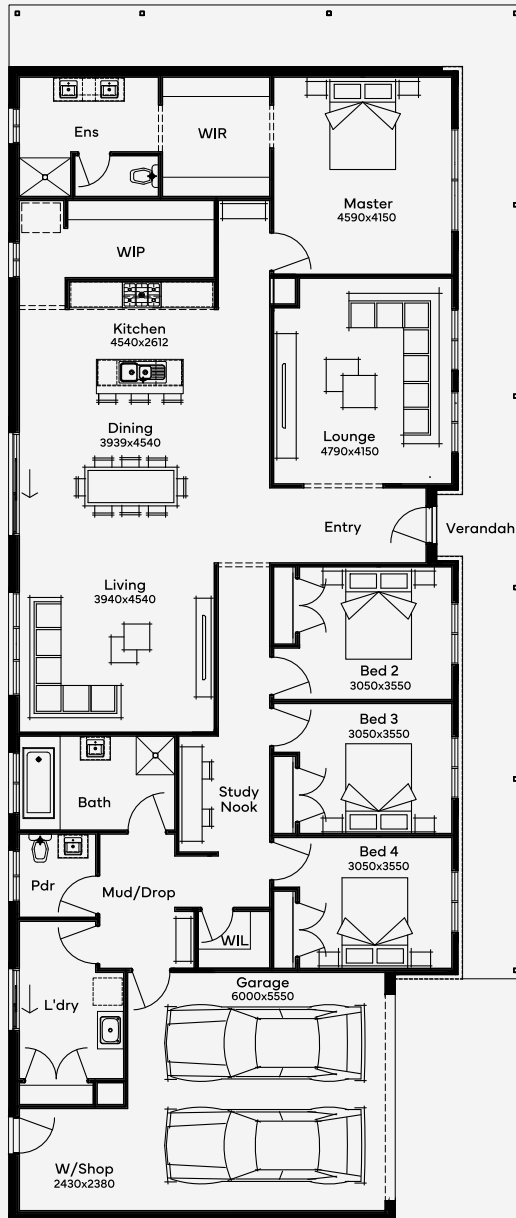 Ens
WIR
Master
4590x4150
WIP
Kitchen
4540x2612
Dining
3939x4540
Lounge
4790x4150
Entry
Verandah
Living
3940x4540
Bed 2
3050x3550
Bed 3
3050x3550
Study
Nook
Bath
Bed 4
3050x3550
Pdr
Mud/Drop
WIL
Garage
6000x5550
L'dry
W/Shop
2430x2380